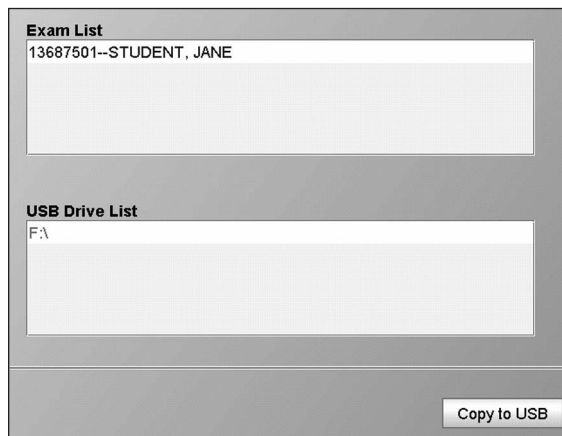 Exam List
13687501--STUDENT, JANE
USB Drive List
F:\
Copy to USB